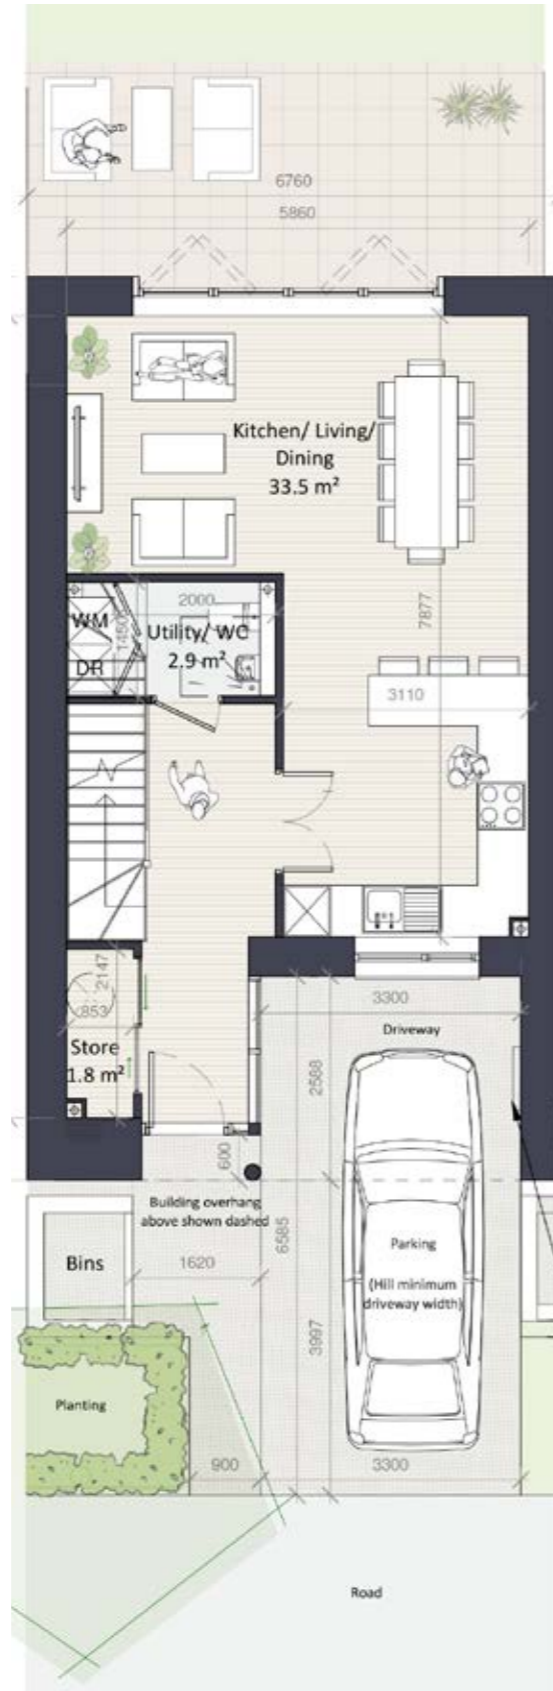 6760
5860
Kitchen/ Living/
Dining
33.5 m²
7877
WM
DR
1450
2000
Utility/ WC
2.9 m²
3110
2147
853
Store
1.8 m²
3300
Driveway
2588
600
Building overhang
above shown dashed
6585
Bins
1620
Parking
(Hill minimum
driveway width)
3997
Planting
900
3300
Road